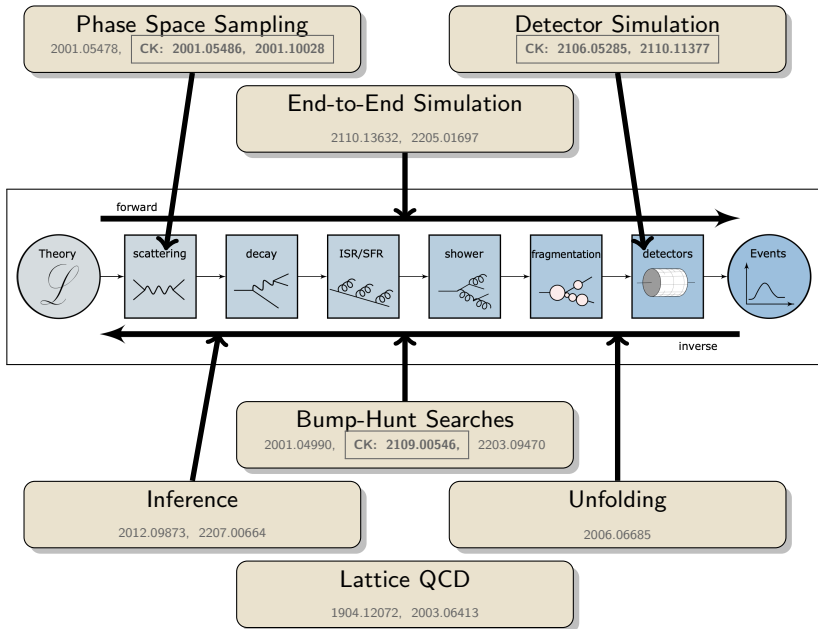 Phase Space Sampling
2001.05478, CK: 2001.05486, 2001.10028
Detector Simulation
CK: 2106.05285, 2110.11377
End-to-End Simulation
2110.13632, 2205.01697
forward
Theory
ℒ
scattering
decay
ISR/SFR
shower
fragmentation
detectors
Events
inverse
Bump-Hunt Searches
2001.04990, CK: 2109.00546, 2203.09470
Inference
2012.09873, 2207.00664
Unfolding
2006.06685
Lattice QCD
1904.12072, 2003.06413